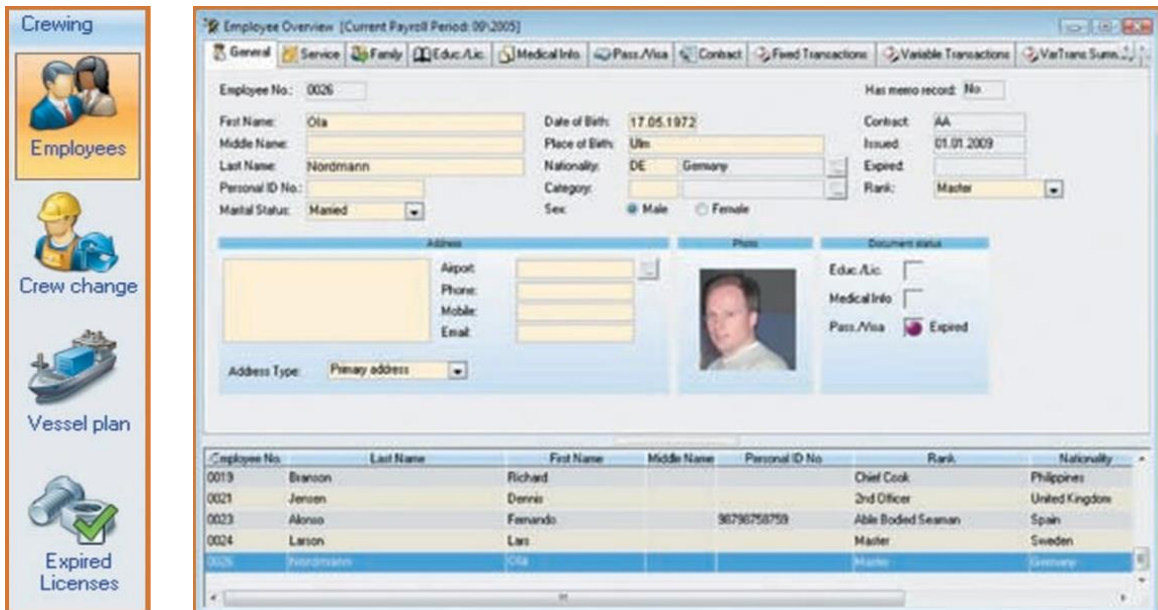 Crewing
Employees
Crew change
Vessel plan
Expired
Licenses
Employee Overview [Current Payroll Period: 09\2005]
General Service Family Educ./Lic. Medical Info Pass./Visa Contact Fixed Transactions Variable Transactions VarTrans Summ...
Employee No.: 0026 Has memo record: No
First Name: Ola Date of Birth: 17.05.1972 Contract: AA
Middle Name: Place of Birth: Ulm Issued: 01.01.2009
Last Name: Nordmann Nationality: DE Germany Expired:
Personal ID No.: Category: Rank: Master
Marital Status: Married Sex: Male Female
Address Photo Document status
Airport: Educ./Lic.
Phone: Medical Info
Mobile: Pass./Visa Expired
Email:
Address Type: Primary address
Employee No. Last Name First Name Middle Name Personal ID No Rank Nationality
0019 Branson Richard Chief Cook Philippines
0021 Jensen Dennis 2nd Officer United Kingdom
0023 Alonso Fernando 98798758759 Able Bodied Seaman Spain
0024 Larson Lars Master Sweden
0026 Nordmann Ola Master Germany